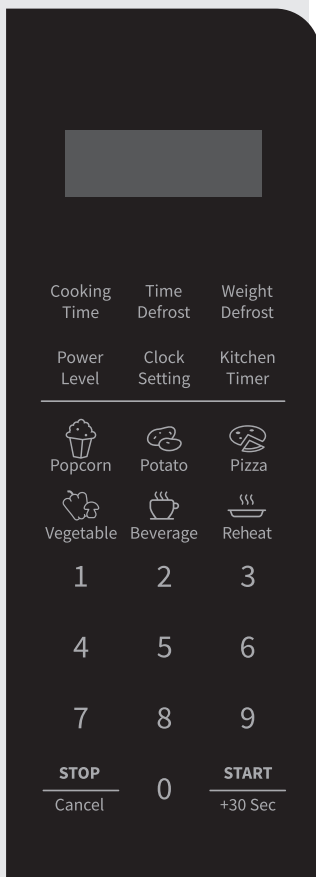 Cooking Time Weight
Time Defrost Defrost
Power Clock Kitchen
Level Setting Timer
Popcorn Potato Pizza
Vegetable Beverage Reheat
1 2 3
4 5 6
7 8 9
STOP 0 START
Cancel +30 Sec